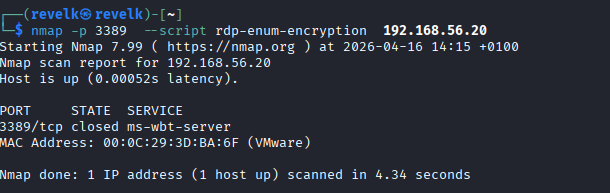 ┌──(revelk㉿revelk)-[~]
└─$ nmap -p 3389  --script rdp-enum-encryption  192.168.56.20
Starting Nmap 7.99 ( https://nmap.org ) at 2026-04-16 14:15 +0100
Nmap scan report for 192.168.56.20
Host is up (0.00052s latency).

PORT     STATE  SERVICE
3389/tcp closed ms-wbt-server
MAC Address: 00:0C:29:3D:BA:6F (VMware)

Nmap done: 1 IP address (1 host up) scanned in 4.34 seconds